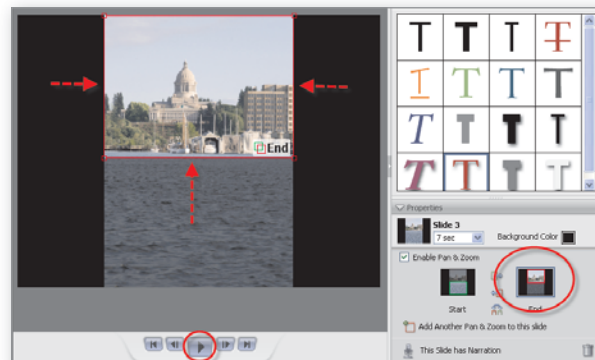 End
T T T T
T T T T
T T T T
T T T T
Properties
Slide 3
7 sec
Background Color
Enable Pan & Zoom
Start
End
Add Another Pan & Zoom to this slide
This Slide has Narration